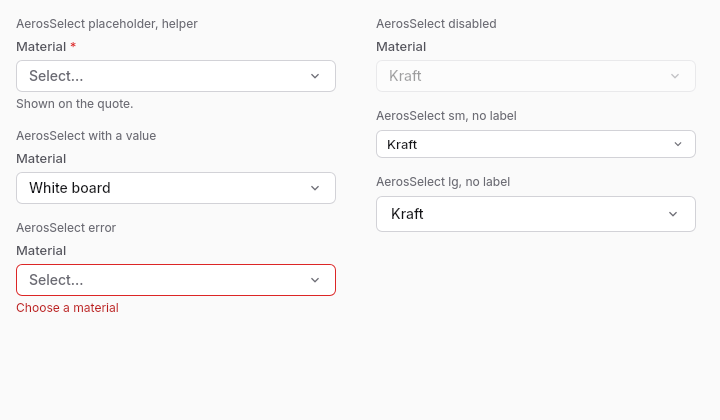 AerosSelect placeholder, helper
Material *
Select...
Shown on the quote.
AerosSelect with a value
Material
White board
AerosSelect error
Material
Select...
Choose a material
AerosSelect disabled
Material
Kraft
AerosSelect sm, no label
Kraft
AerosSelect lg, no label
Kraft